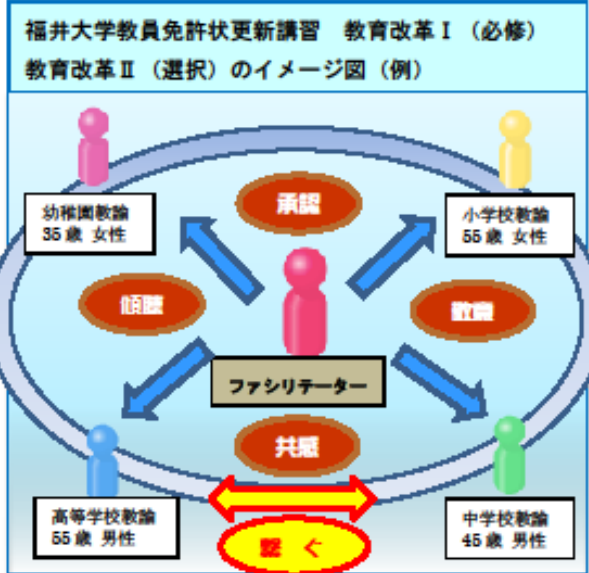 福井大学教員免許状更新講習　教育改革Ⅰ（必修）
教育改革Ⅱ（選択）のイメージ図（例）
幼稚園教諭
35歳 女性
承認
小学校教諭
55歳 女性
傾聴
敬意
ファシリテーター
共感
高等学校教諭
55歳 男性
繋 ぐ
中学校教諭
45歳 男性